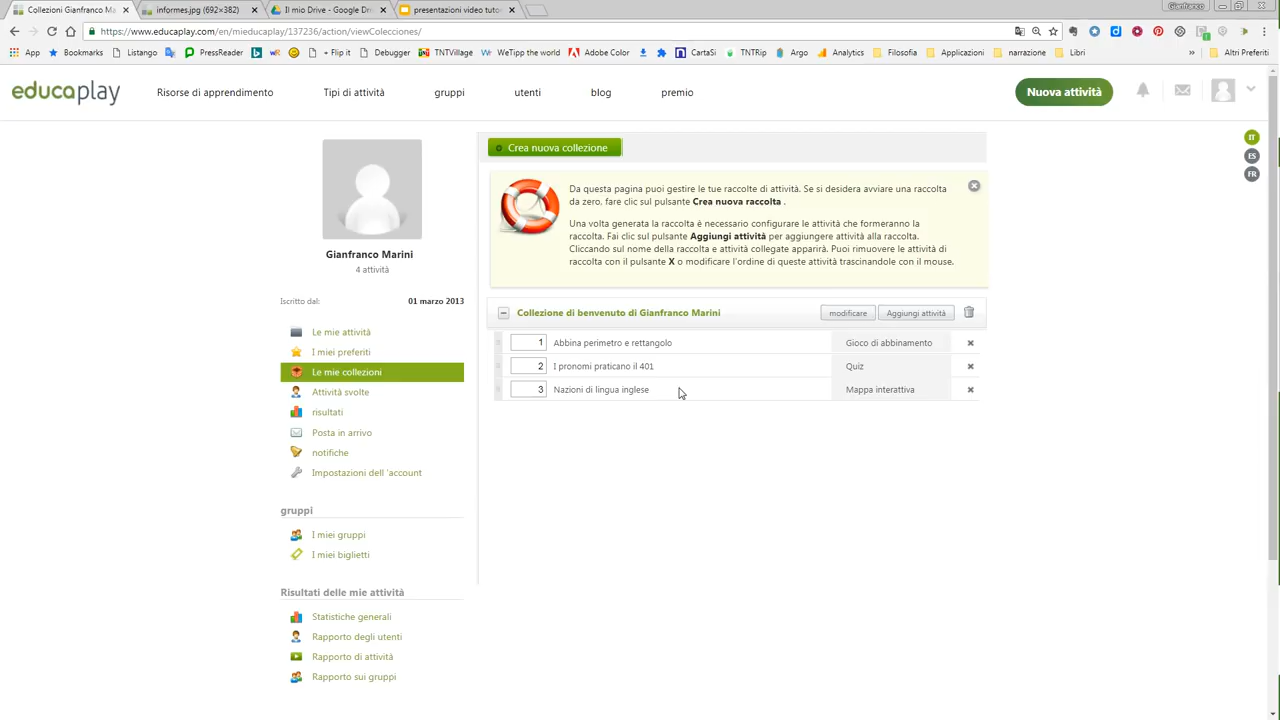 Collezioni Gianfranco Ma
informes.jpg (692×382)
Il mio Drive - Google Dri
presentazioni video tuto
Gianfranco
https://www.educaplay.com/en/mieducaplay/137236/action/viewColecciones/
App
Bookmarks
Listango
PressReader
+ Flip it
Debugger
TNTVillage
WeTipp the world
Adobe Color
CartaSi
TNTRip
Argo
Analytics
Filosofia
Applicazioni
narrazione
Libri
»
Altri Preferiti
educaplay
Risorse di apprendimento
Tipi di attività
gruppi
utenti
blog
premio
Nuova attività
IT
ES
FR
Gianfranco Marini
4 attività
Iscritto dal: 01 marzo 2013
Le mie attività
I miei preferiti
Le mie collezioni
Attività svolte
risultati
Posta in arrivo
notifiche
Impostazioni dell 'account
gruppi
I miei gruppi
I miei biglietti
Risultati delle mie attività
Statistiche generali
Rapporto degli utenti
Rapporto di attività
Rapporto sui gruppi
Crea nuova collezione
Da questa pagina puoi gestire le tue raccolte di attività. Se si desidera avviare una raccolta
da zero, fare clic sul pulsante Crea nuova raccolta .
Una volta generata la raccolta è necessario configurare le attività che formeranno la
raccolta. Fai clic sul pulsante Aggiungi attività per aggiungere attività alla raccolta.
Cliccando sul nome della raccolta e attività collegate apparirà. Puoi rimuovere le attività di
raccolta con il pulsante X o modificare l'ordine di queste attività trascinandole con il mouse.
Collezione di benvenuto di Gianfranco Marini
modificare
Aggiungi attività
1 Abbina perimetro e rettangolo Gioco di abbinamento
2 I pronomi praticano il 401 Quiz
3 Nazioni di lingua inglese Mappa interattiva